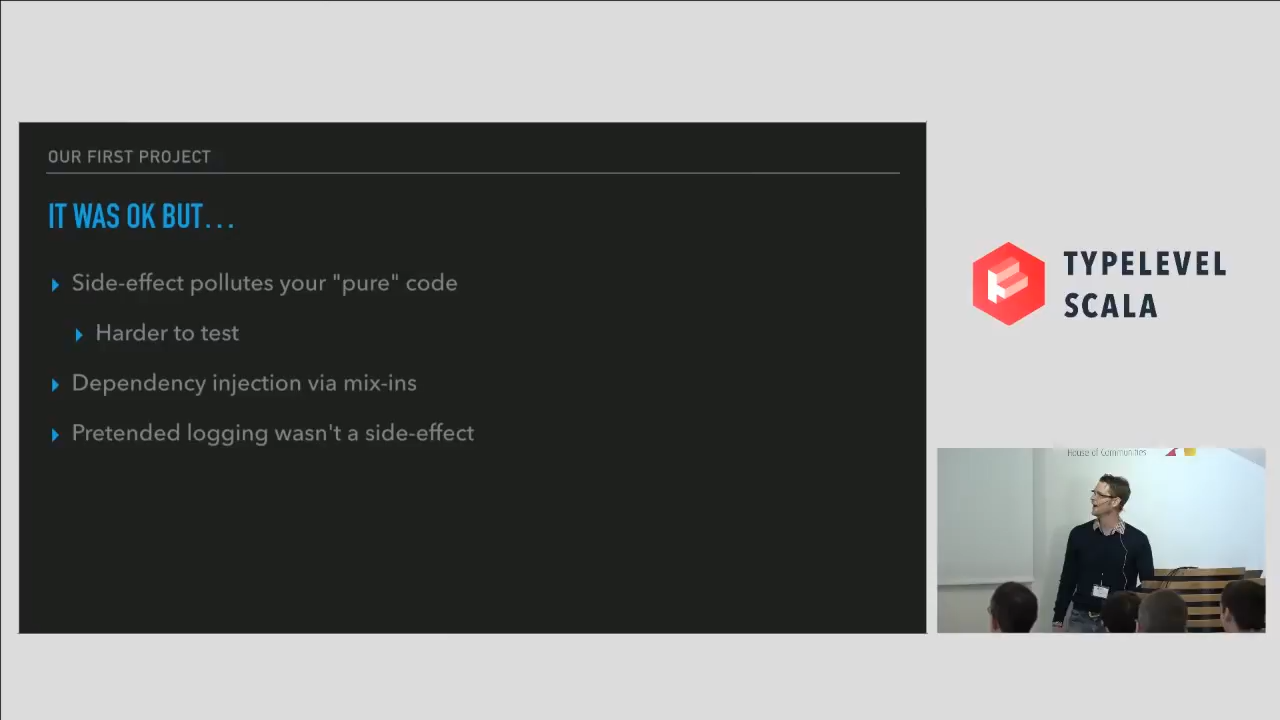 OUR FIRST PROJECT
IT WAS OK BUT...
Side-effect pollutes your "pure" code
Harder to test
Dependency injection via mix-ins
Pretended logging wasn't a side-effect
TYPELEVEL
SCALA
House of Communities